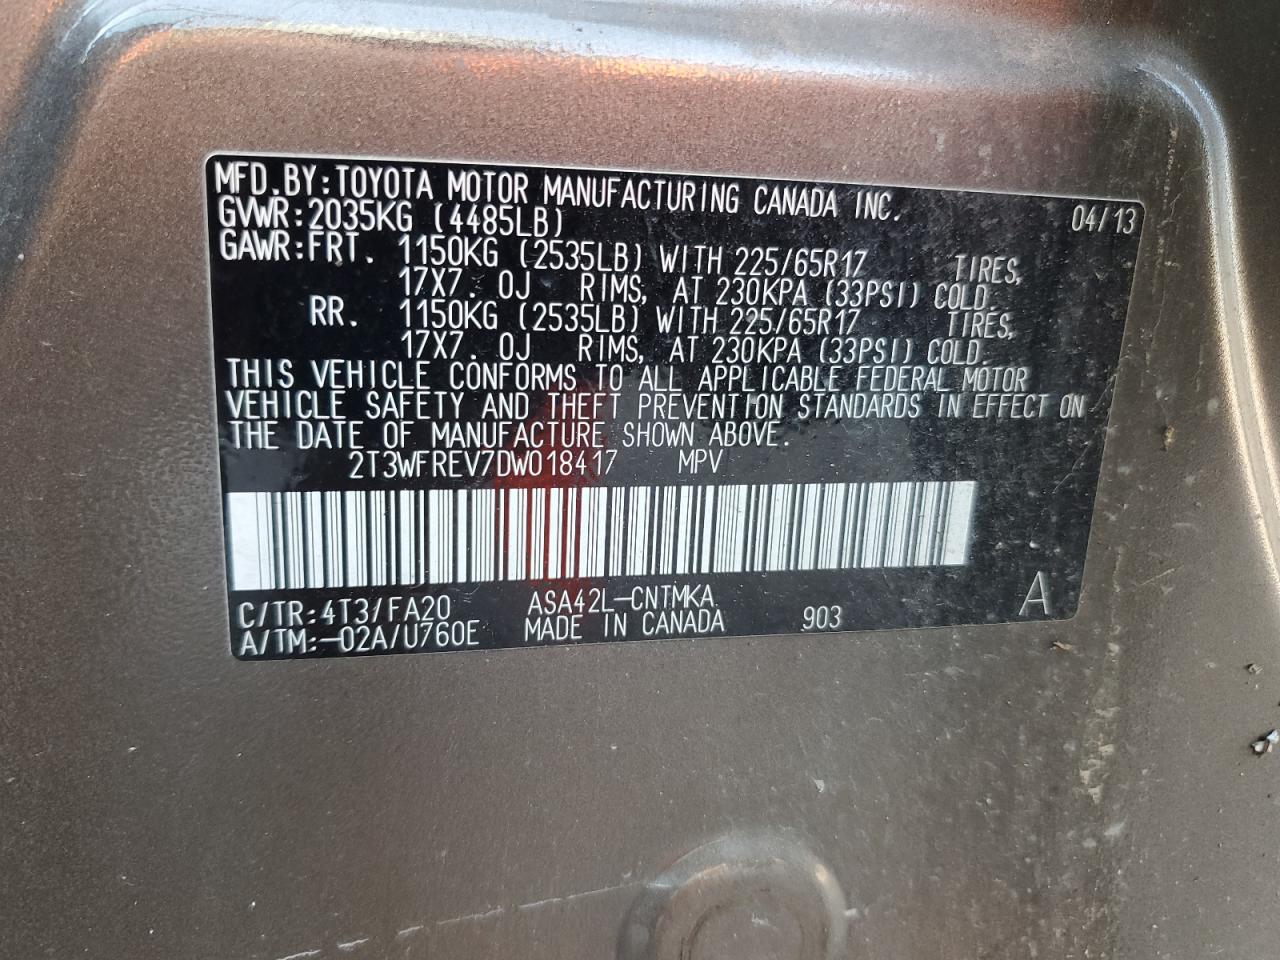 MFD.BY:TOYOTA MOTOR MANUFACTURING CANADA INC.
GVWR:2035KG (4485LB) 04/13
GAWR:FRT. 1150KG (2535LB) WITH 225/65R17 TIRES,
17X7. 0J RIMS, AT 230KPA (33PSI) COLD.
RR. 1150KG (2535LB) WITH 225/65R17 TIRES,
17X7. 0J RIMS, AT 230KPA (33PSI) COLD.
THIS VEHICLE CONFORMS TO ALL APPLICABLE FEDERAL MOTOR
VEHICLE SAFETY AND THEFT PREVENTION STANDARDS IN EFFECT ON
THE DATE OF MANUFACTURE SHOWN ABOVE.
2T3WFREV7DW018417 MPV
C/TR:4T3/FA20 ASA42L-CNTMKA
A/TM:-02A/U760E MADE IN CANADA 903 A